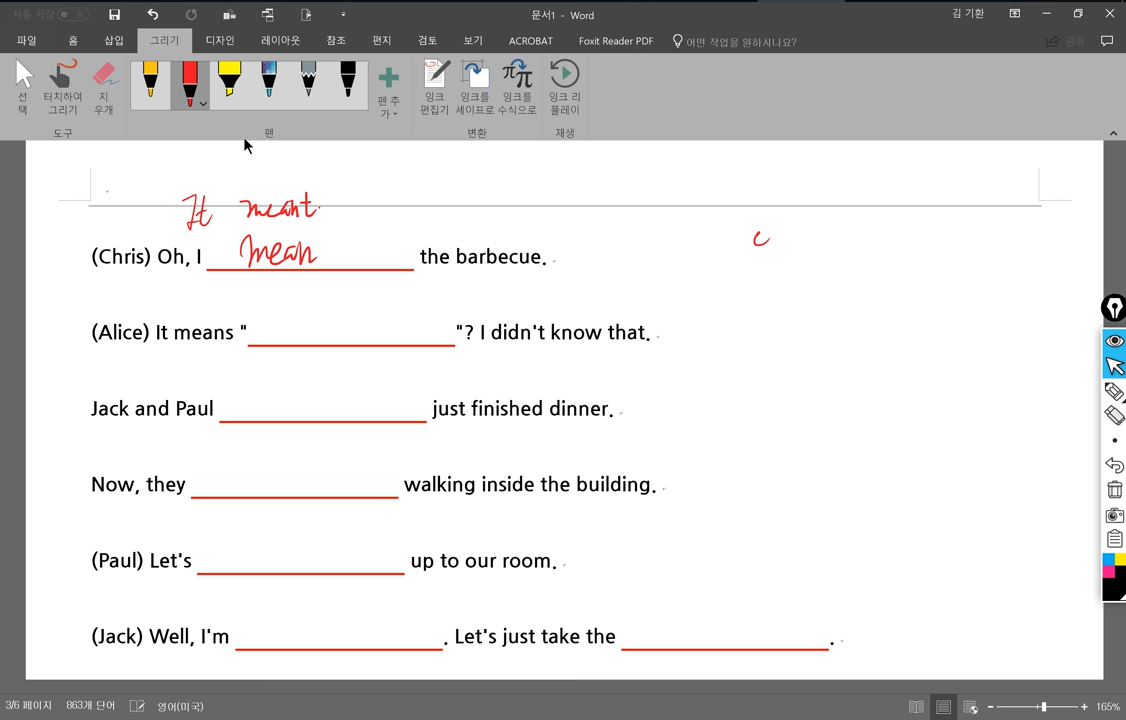 자동 저장
문서1 - Word
김 기환
파일 홈 삽입 그리기 디자인 레이아웃 참조 편지 검토 보기 ACROBAT Foxit Reader PDF 어떤 작업을 원하시나요? 공유
선택 터치하여 그리기 지우개 펜 추가 잉크 편집기 잉크를 셰이프로 잉크를 수식으로 잉크 리플레이
도구 펜 변환 재생
It meant
mean
(Chris) Oh, I ____ the barbecue.
(Alice) It means "____"? I didn't know that.
Jack and Paul ____ just finished dinner.
Now, they ____ walking inside the building.
(Paul) Let's ____ up to our room.
(Jack) Well, I'm ____. Let's just take the ____.
3/6 페이지 863개 단어 영어(미국) 165%